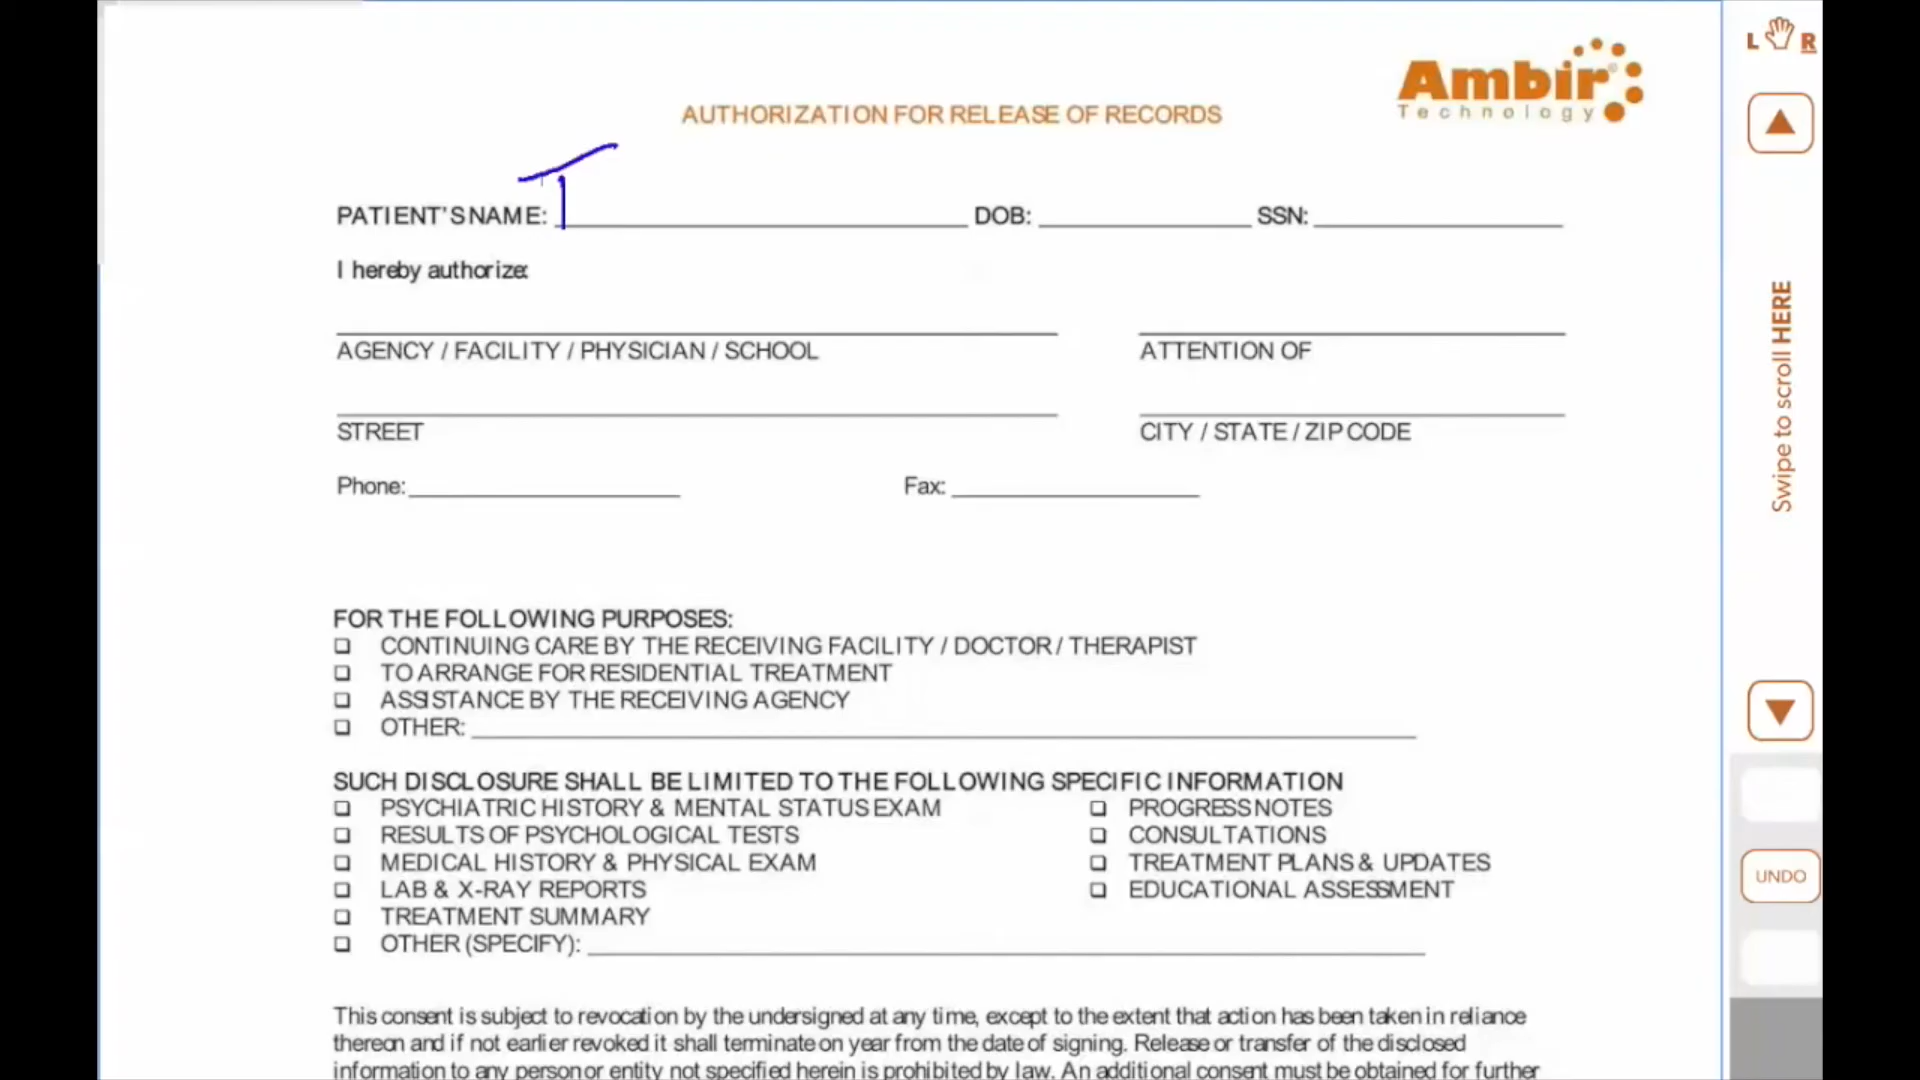 L R
Ambir®
Technology
AUTHORIZATION FOR RELEASE OF RECORDS
PATIENT'S NAME: T DOB: SSN:
I hereby authorize:
AGENCY / FACILITY / PHYSICIAN / SCHOOL ATTENTION OF
STREET CITY / STATE / ZIP CODE
Phone: Fax:
Swipe to scroll HERE
FOR THE FOLLOWING PURPOSES:
❏ CONTINUING CARE BY THE RECEIVING FACILITY / DOCTOR / THERAPIST
❏ TO ARRANGE FOR RESIDENTIAL TREATMENT
❏ ASSISTANCE BY THE RECEIVING AGENCY
❏ OTHER:
SUCH DISCLOSURE SHALL BE LIMITED TO THE FOLLOWING SPECIFIC INFORMATION
❏ PSYCHIATRIC HISTORY & MENTAL STATUS EXAM ❏ PROGRESS NOTES
❏ RESULTS OF PSYCHOLOGICAL TESTS ❏ CONSULTATIONS
❏ MEDICAL HISTORY & PHYSICAL EXAM ❏ TREATMENT PLANS & UPDATES
❏ LAB & X-RAY REPORTS ❏ EDUCATIONAL ASSESSMENT
❏ TREATMENT SUMMARY
❏ OTHER (SPECIFY):
UNDO
This consent is subject to revocation by the undersigned at any time, except to the extent that action has been taken in reliance
thereon and if not earlier revoked it shall terminate on year from the date of signing. Release or transfer of the disclosed
information to any person or entity not specified herein is prohibited by law. An additional consent must be obtained for further